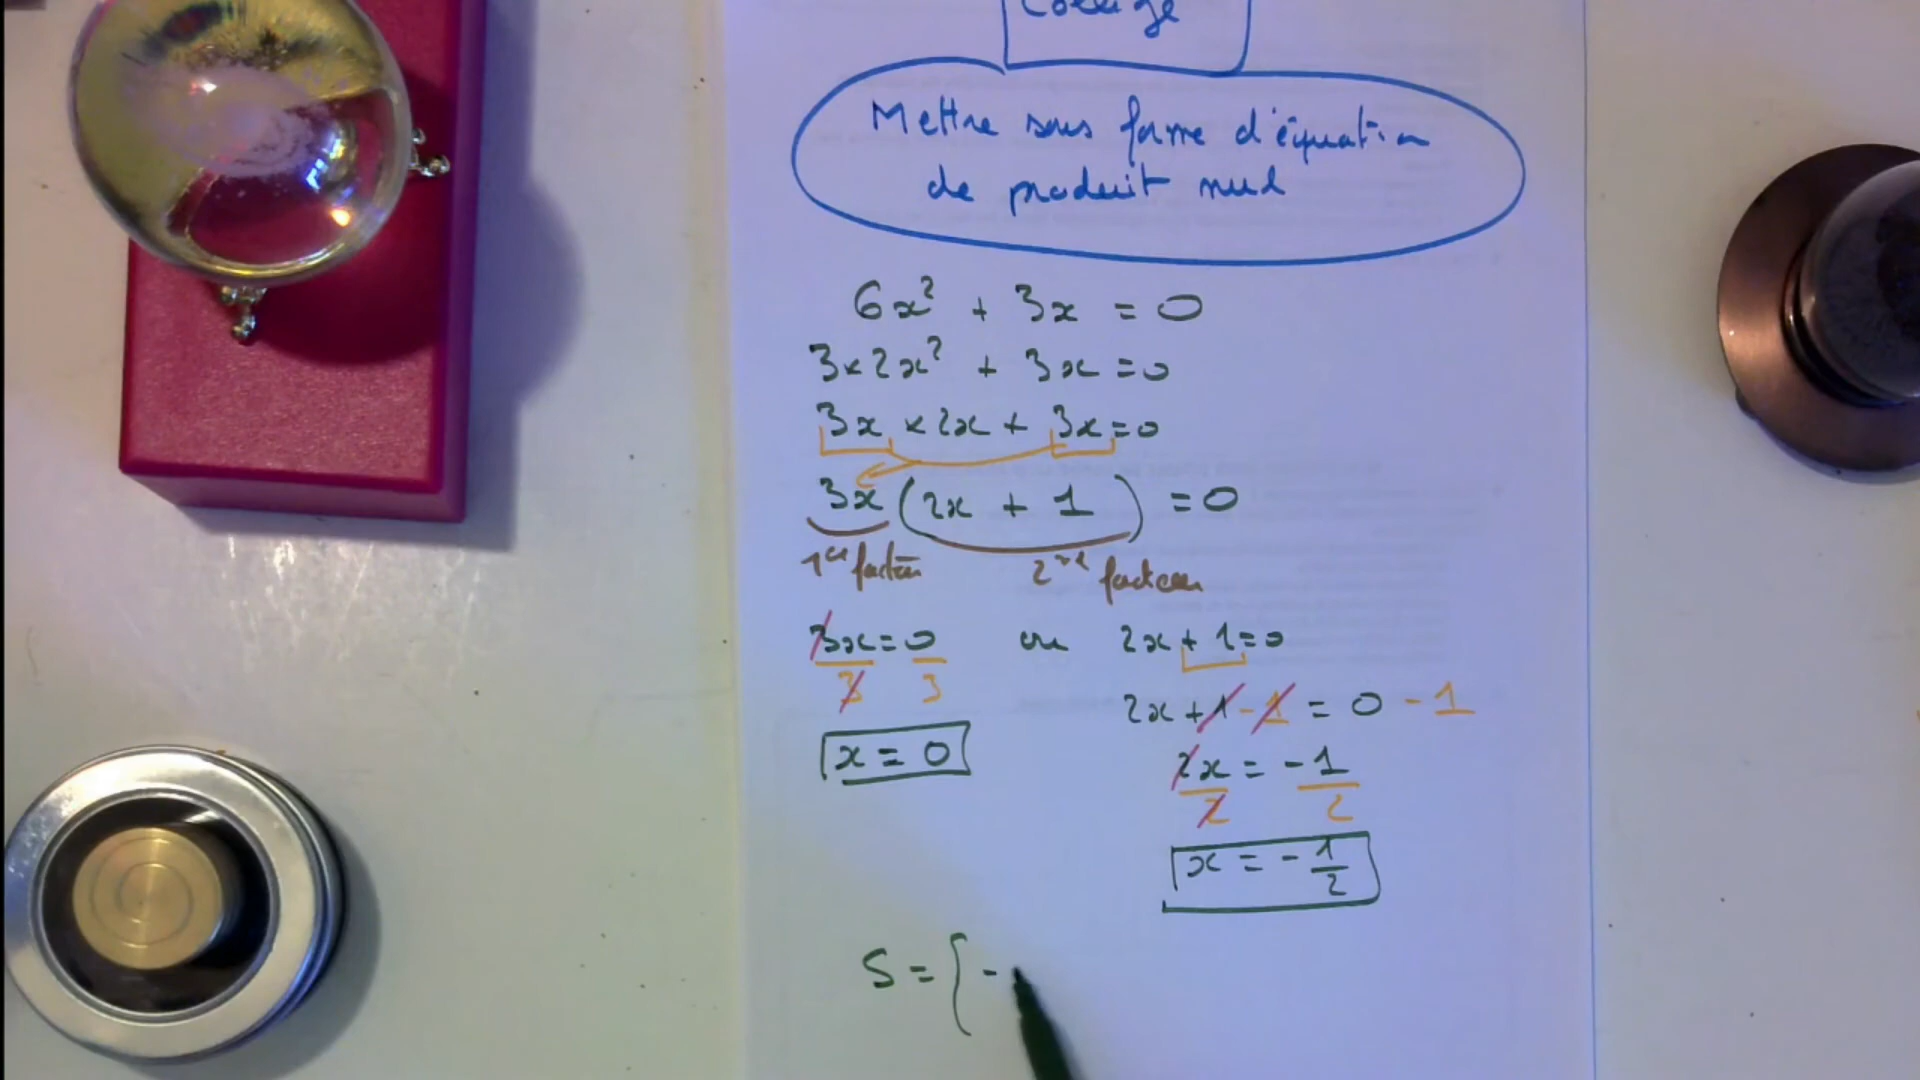 Mettre sous forme d'équation
de produit nul
6x² + 3x = 0
3×2x² + 3x = 0
3x × 2x + 3x = 0
3x (2x + 1) = 0
1er facteur 2nd facteur
3x = 0 ou 2x + 1 = 0
3 3
2x + 1 - 1 = 0 - 1
x = 0
2x = -1
2 2
x = - 1/2
S = { -